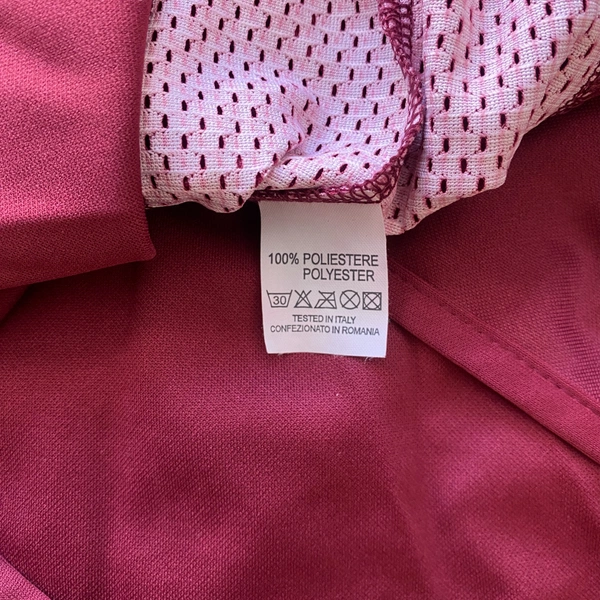 100% POLIESTERE
POLYESTER
30
TESTED IN ITALY
CONFEZIONATO IN ROMANIA